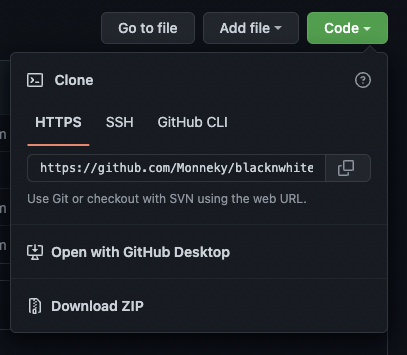 Go to file Add file Code
Clone
HTTPS SSH GitHub CLI
https://github.com/Monneky/blacknwhite
Use Git or checkout with SVN using the web URL.
Open with GitHub Desktop
Download ZIP